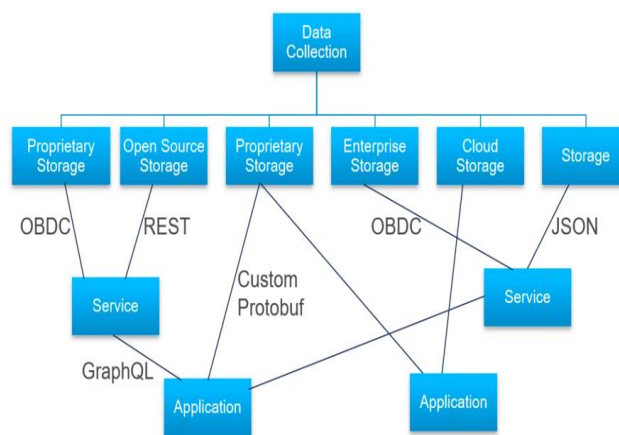 Data
Collection
Proprietary
Storage
Open Source
Storage
Proprietary
Storage
Enterprise
Storage
Cloud
Storage
Storage
OBDC
REST
OBDC
JSON
Custom
Protobuf
Service
Service
GraphQL
Application
Application